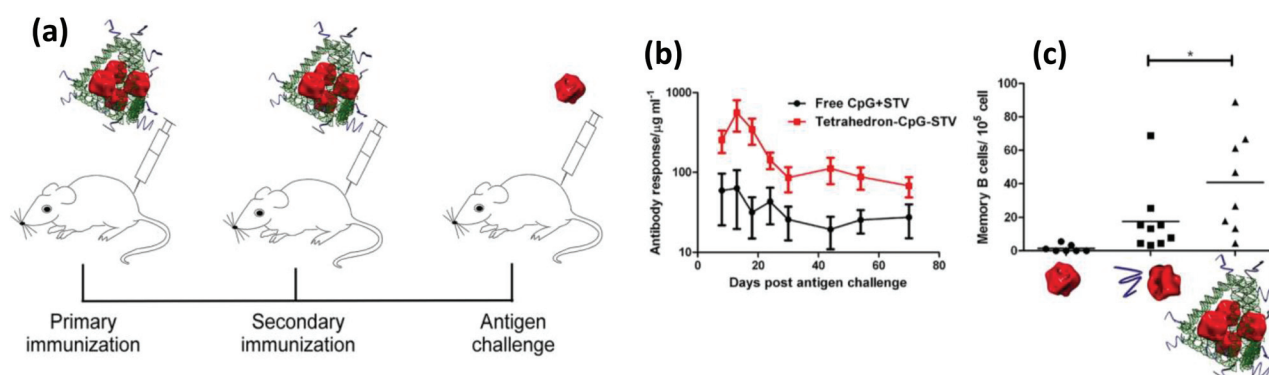 (a)
Primary
immunization
Secondary
immunization
Antigen
challenge
(b)
Antibody response/µg ml⁻¹
1000
100
10
Free CpG+STV
Tetrahedron-CpG-STV
0 20 40 60 80
Days post antigen challenge
(c)
*
Memory B cells/ 10⁵ cell
100
80
60
40
20
0